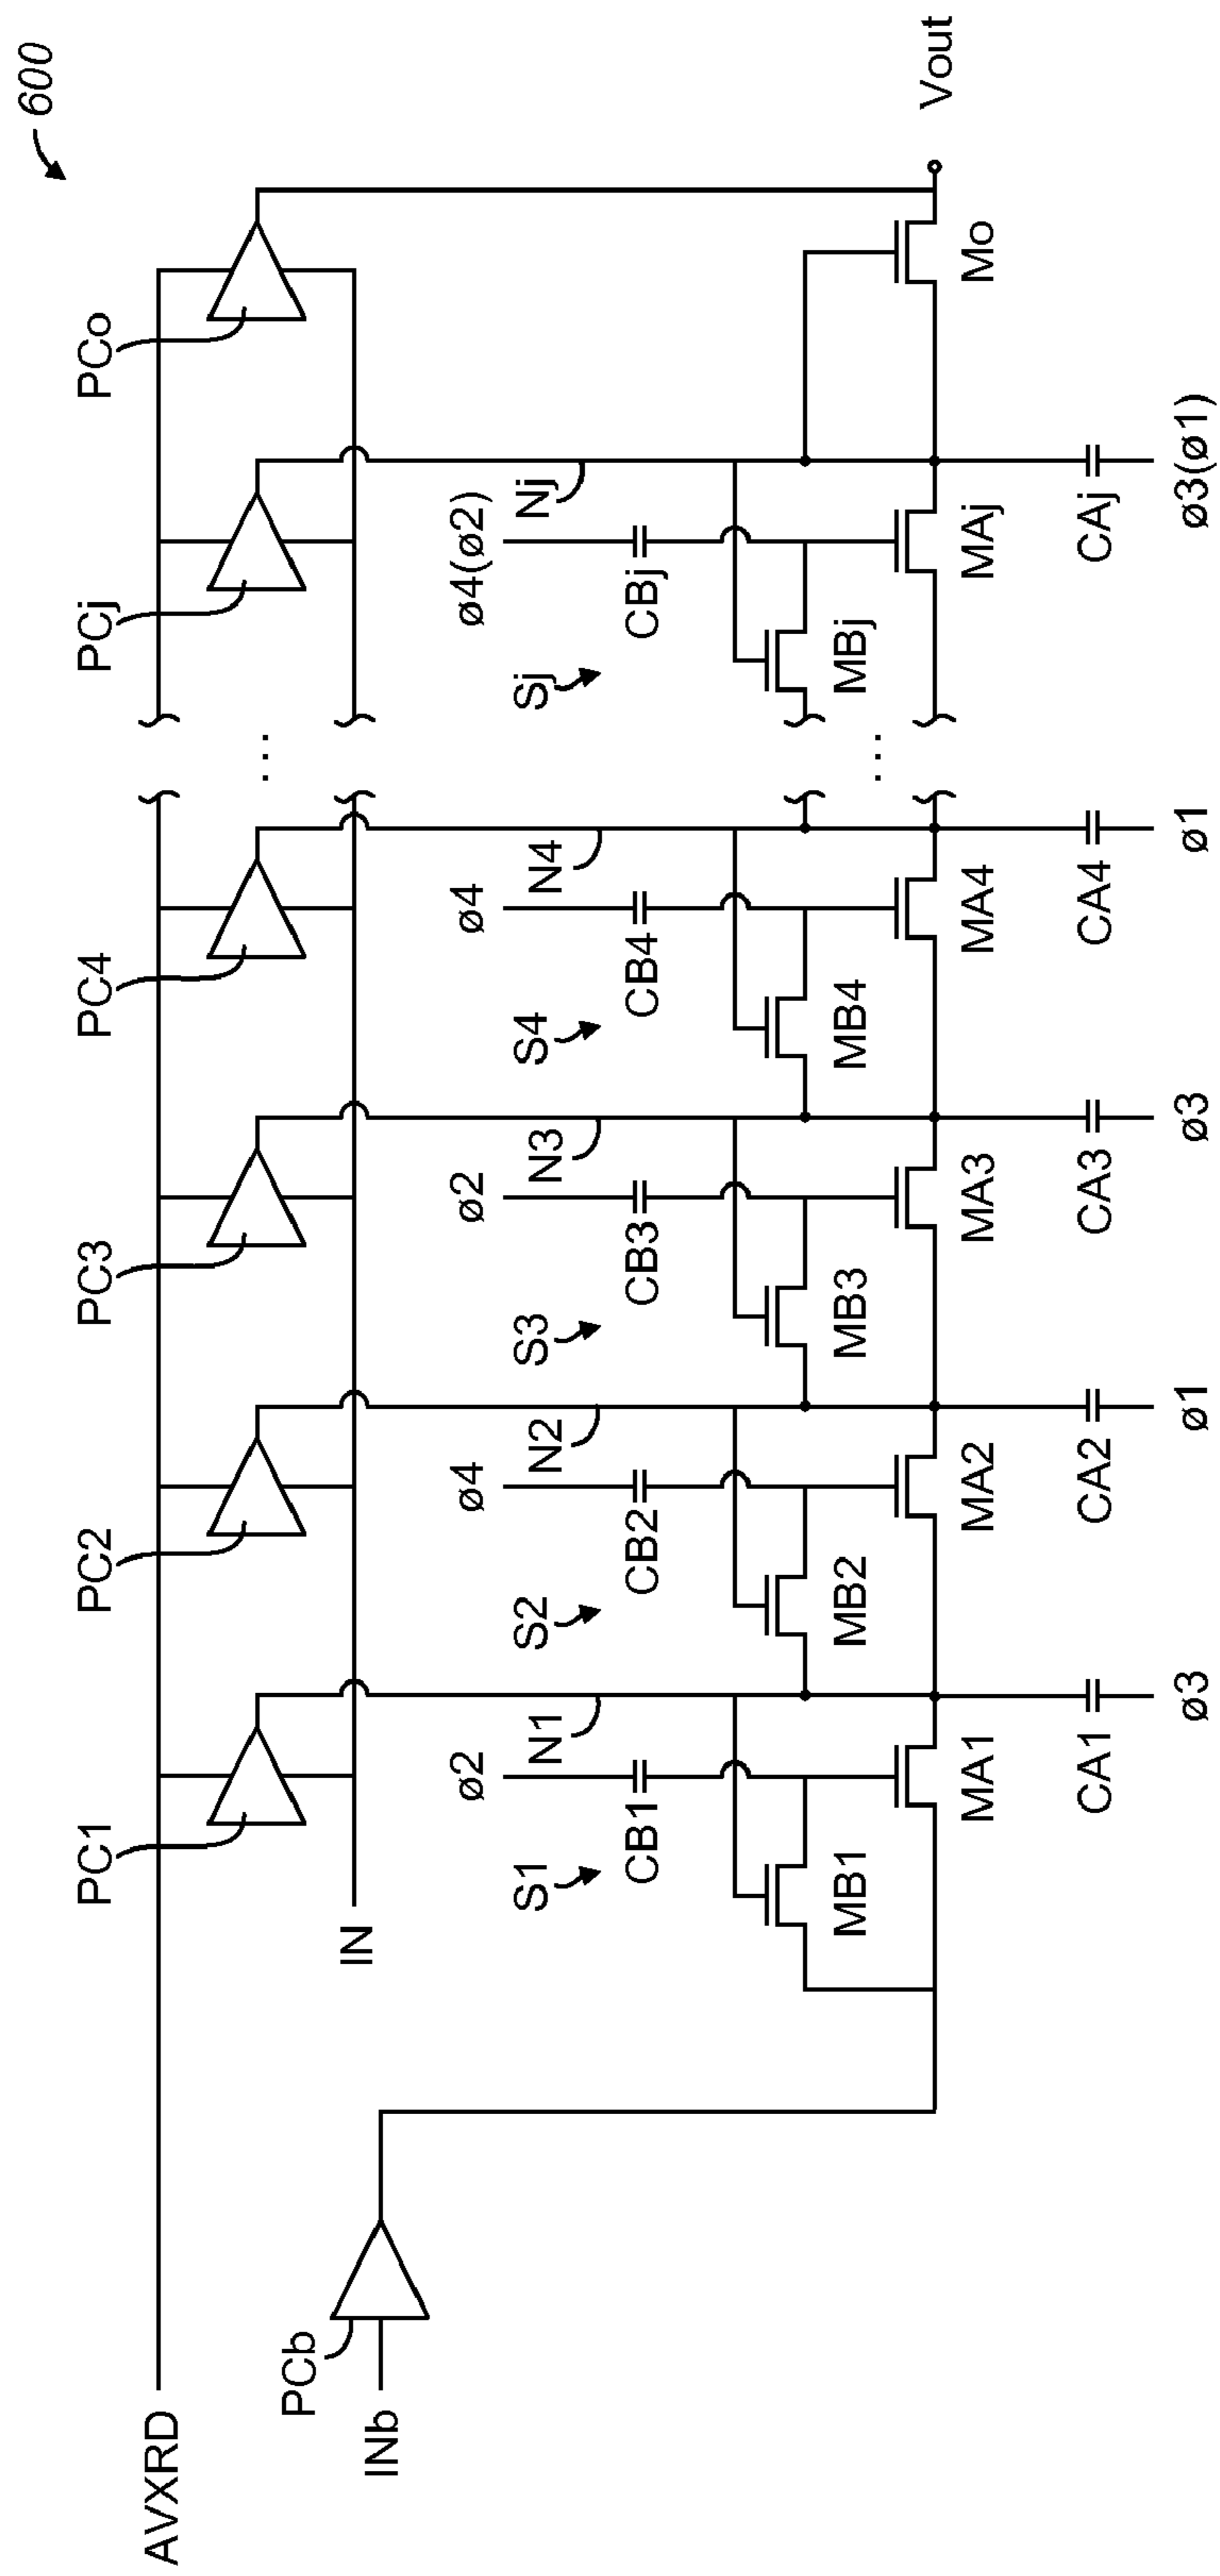 600
PC1
PC2
PC3
PC4
PCj
PCo
AVXRD
IN
PCb
INb
ø2
ø4
ø2
ø4
ø4(ø2)
S1
N1
S2
N2
S3
N3
S4
N4
Sj
Nj
CB1
CB2
CB3
CB4
CBj
MB1
MB2
MB3
MB4
MBj
Vout
MA1
MA2
MA3
MA4
MAj
Mo
CA1
CA2
CA3
CA4
CAj
ø3
ø1
ø3
ø1
ø3(ø1)